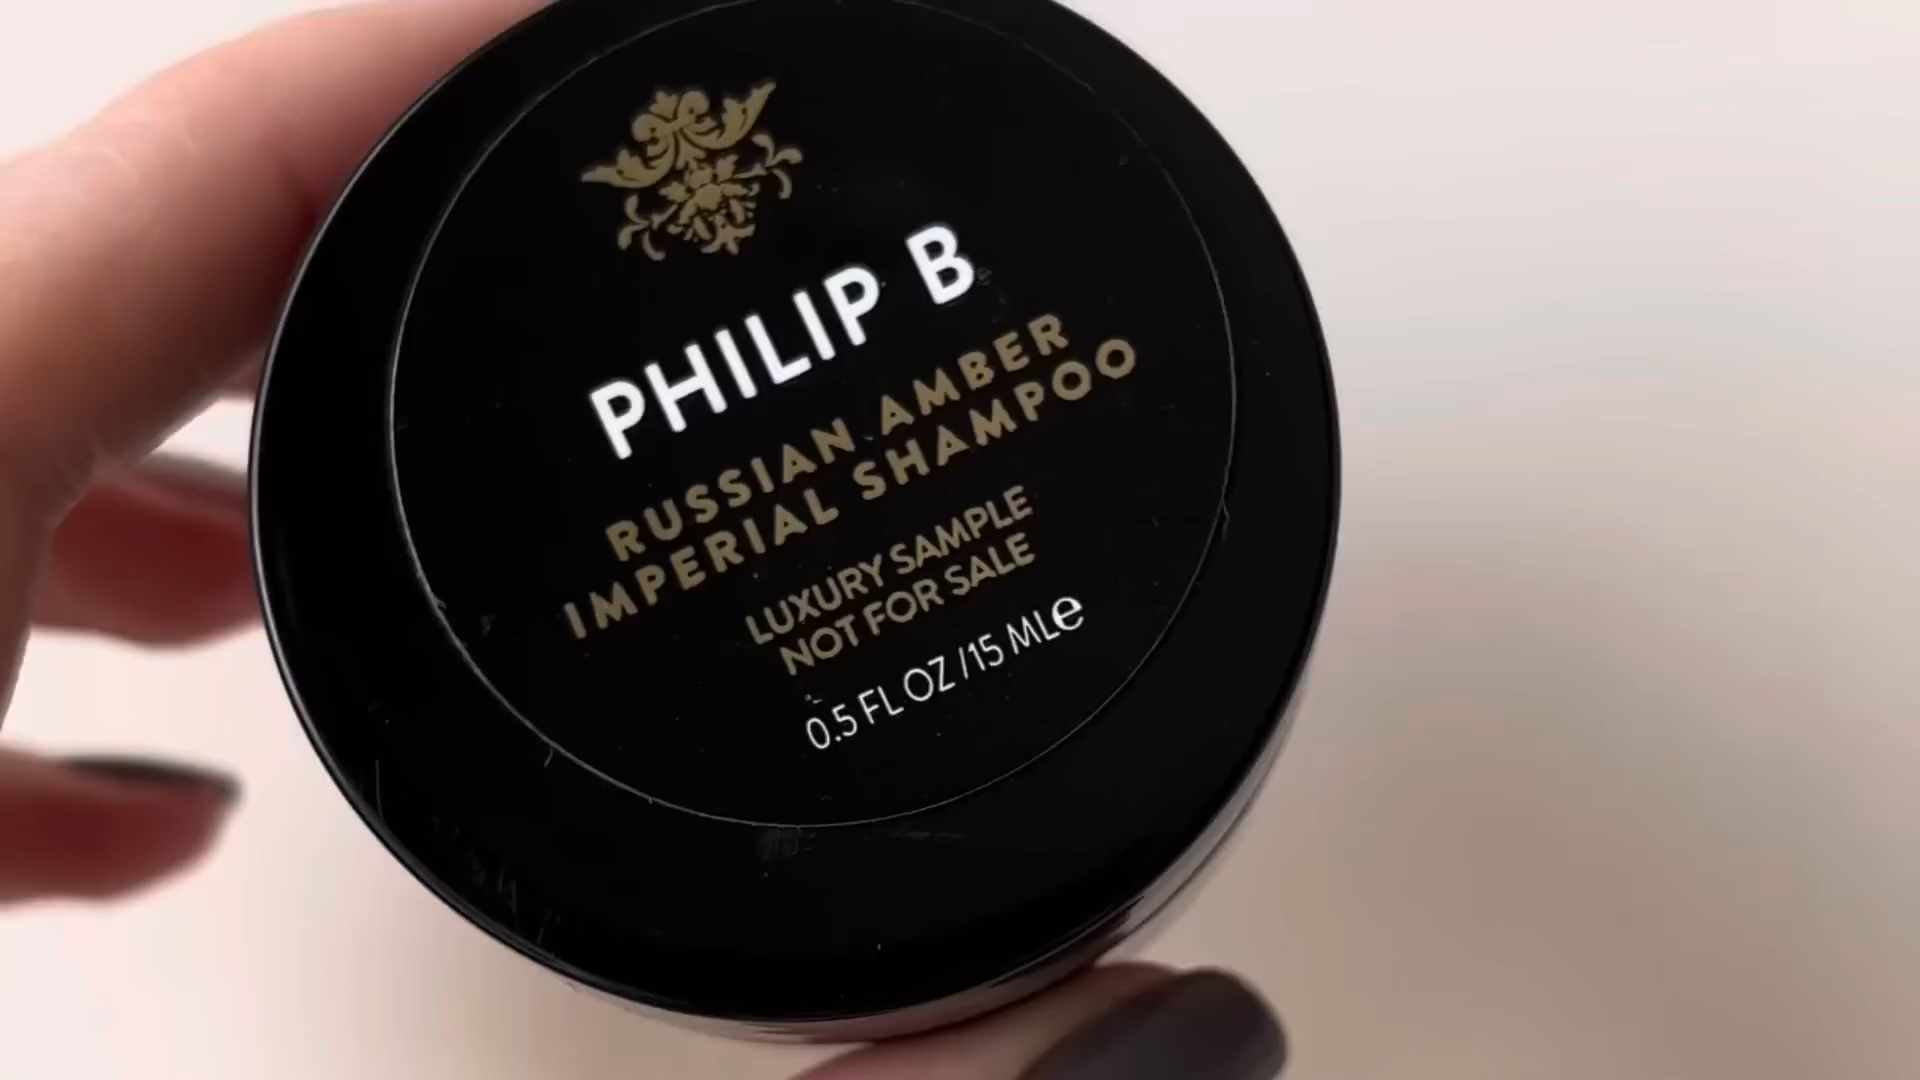 PHILIP B
RUSSIAN AMBER
IMPERIAL SHAMPOO
LUXURY SAMPLE
NOT FOR SALE
0.5 FL OZ / 15 ML e